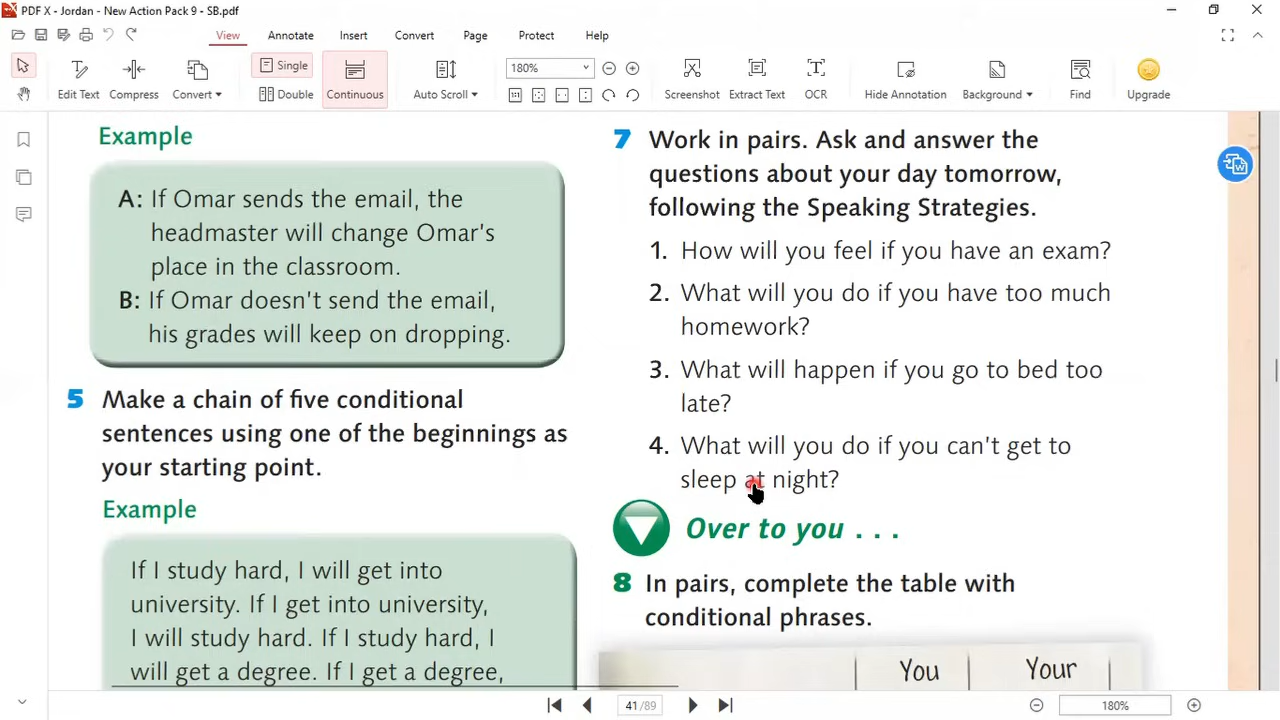 PDF X - Jordan - New Action Pack 9 - SB.pdf
View Annotate Insert Convert Page Protect Help
Edit Text Compress Convert Single Double Continuous Auto Scroll 180% Screenshot Extract Text OCR Hide Annotation Background Find Upgrade
Example
A: If Omar sends the email, the
headmaster will change Omar's
place in the classroom.
B: If Omar doesn't send the email,
his grades will keep on dropping.
5 Make a chain of five conditional
sentences using one of the beginnings as
your starting point.
Example
If I study hard, I will get into
university. If I get into university,
I will study hard. If I study hard, I
will get a degree. If I get a degree,
7 Work in pairs. Ask and answer the
questions about your day tomorrow,
following the Speaking Strategies.
1. How will you feel if you have an exam?
2. What will you do if you have too much
homework?
3. What will happen if you go to bed too
late?
4. What will you do if you can't get to
sleep at night?
Over to you . . .
8 In pairs, complete the table with
conditional phrases.
You Your
41/89 180%